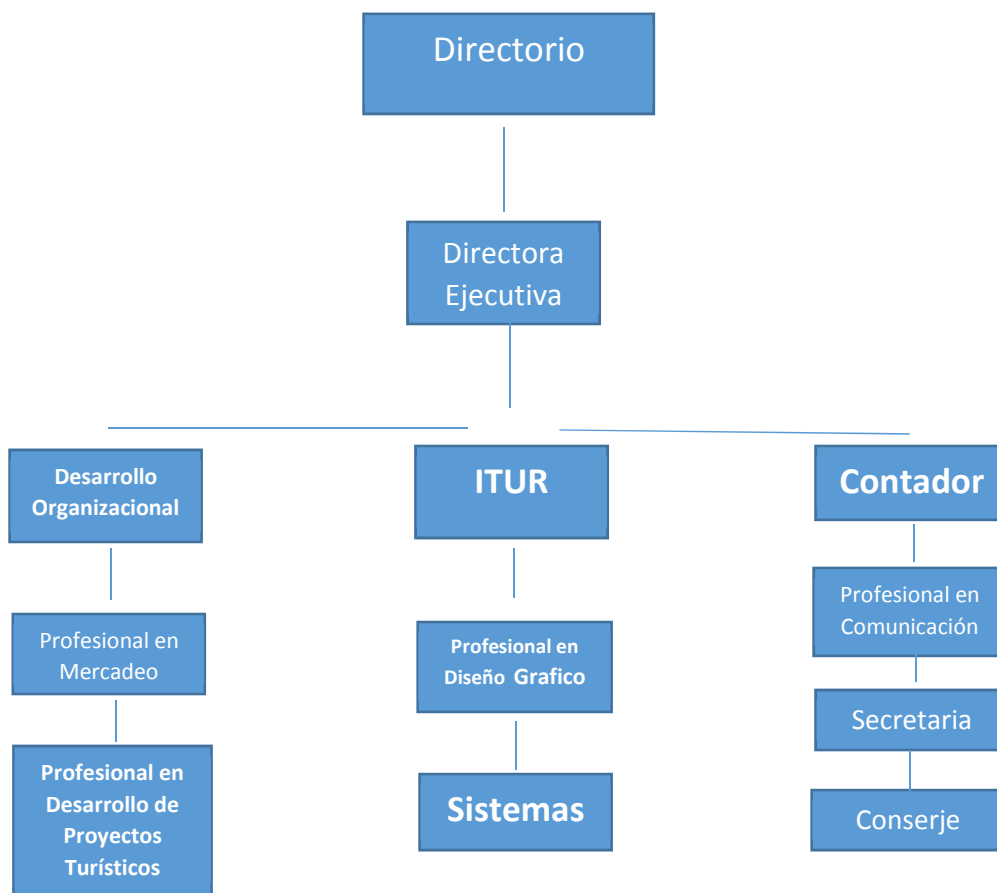 Directorio
Directora
Ejecutiva
Desarrollo
Organizacional
ITUR
Contador
Profesional en
Mercadeo
Profesional en
Diseño Grafico
Profesional en
Comunicación
Profesional en
Desarrollo de
Proyectos
Turísticos
Sistemas
Secretaria
Conserje